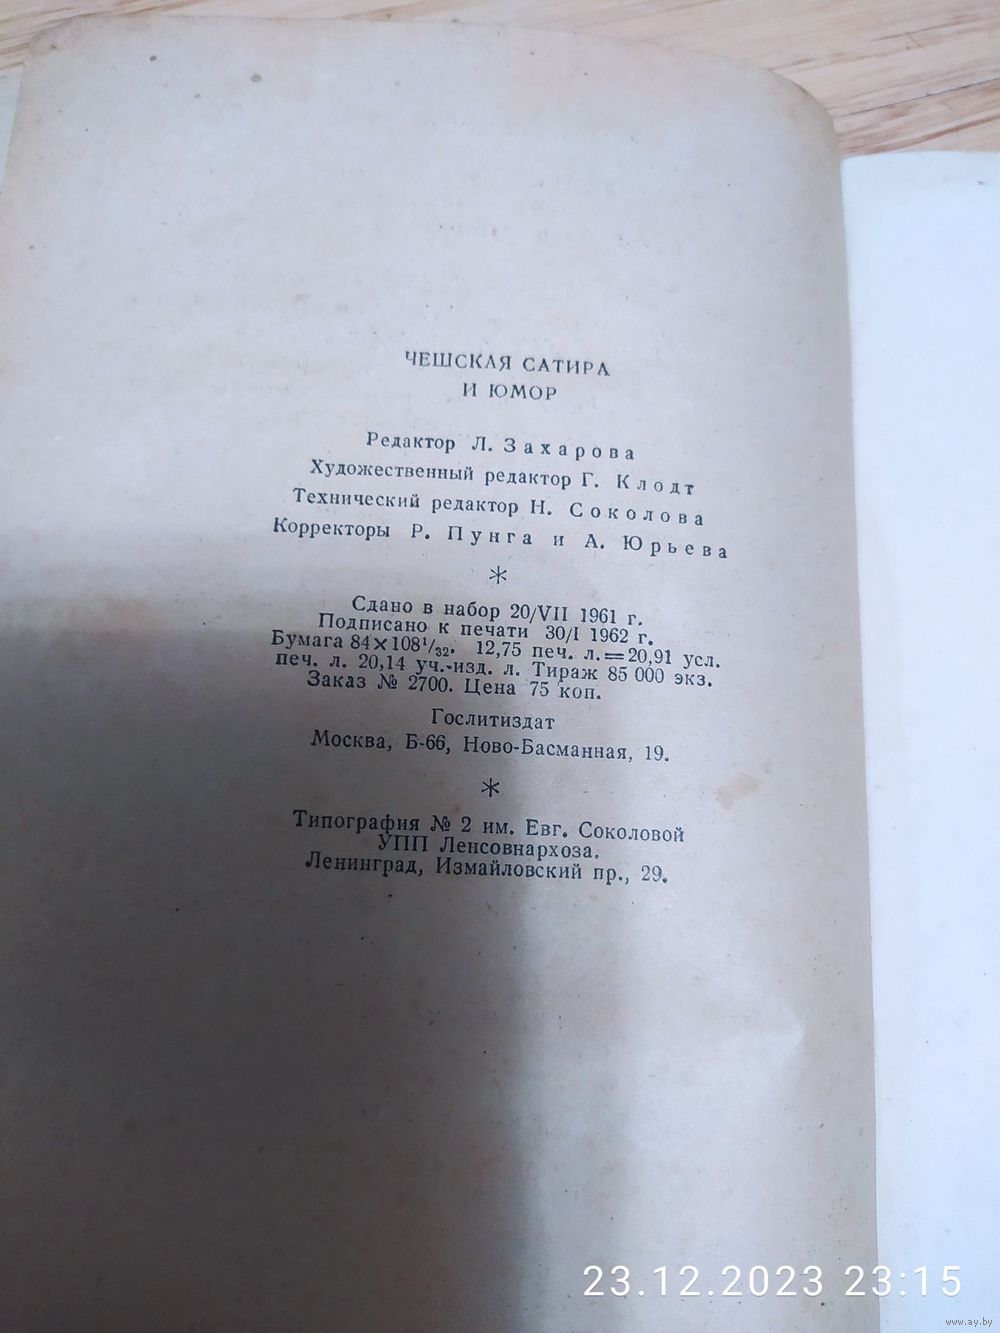 ЧЕШСКАЯ САТИРА
И ЮМОР
Редактор Л. Захарова
Художественный редактор Г. Клодт
Технический редактор Н. Соколова
Корректоры Р. Пунга и А. Юрьева
*
Сдано в набор 20/VII 1961 г.
Подписано к печати 30/I 1962 г.
Бумага 84×108¹/₃₂. 12,75 печ. л.=20,91 усл.
печ. л. 20,14 уч.-изд. л. Тираж 85 000 экз.
Заказ № 2700. Цена 75 коп.
Гослитиздат
Москва, Б-66, Ново-Басманная, 19.
*
Типография № 2 им. Евг. Соколовой
УПП Ленсовнархоза.
Ленинград, Измайловский пр., 29.
23.12.2023 23:15
www.ay.by